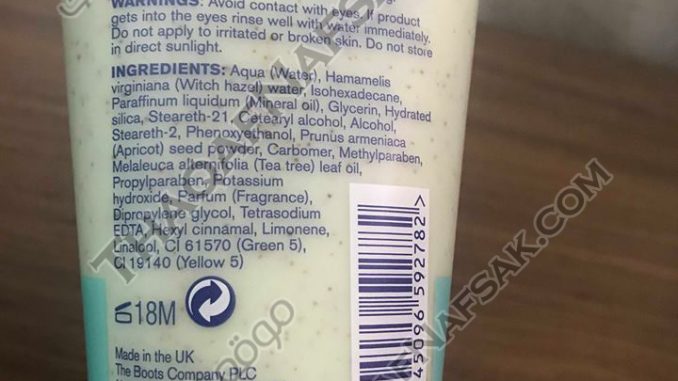 WARNINGS: Avoid contact with eyes. If product
gets into the eyes rinse well with water immediately.
Do not apply to irritated or broken skin. Do not store
in direct sunlight.
INGREDIENTS: Aqua (Water), Hamamelis
virginiana (Witch hazel) water, Isohexadecane,
Paraffinum liquidum (Mineral oil), Glycerin, Hydrated
silica, Steareth-21, Cetearyl alcohol, Alcohol,
Steareth-2, Phenoxyethanol, Prunus armeniaca
(Apricot) seed powder, Carbomer, Methylparaben,
Melaleuca alternifolia (Tea tree) leaf oil,
Propylparaben, Potassium
hydroxide, Parfum (Fragrance),
Dipropylene glycol, Tetrasodium
EDTA, Hexyl cinnamal, Limonene,
Linalool, CI 61570 (Green 5),
CI 19140 (Yellow 5)
18M
Made in the UK
The Boots Company PLC
45096 592782 >
THAQAFNAFSAK.COM